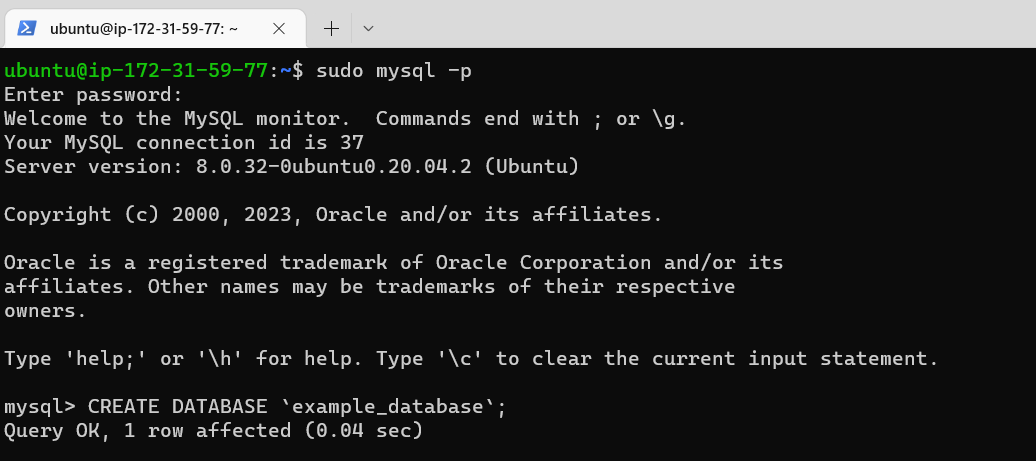 ubuntu@ip-172-31-59-77: ~
ubuntu@ip-172-31-59-77:~$ sudo mysql -p
Enter password:
Welcome to the MySQL monitor.  Commands end with ; or \g.
Your MySQL connection id is 37
Server version: 8.0.32-0ubuntu0.20.04.2 (Ubuntu)

Copyright (c) 2000, 2023, Oracle and/or its affiliates.

Oracle is a registered trademark of Oracle Corporation and/or its
affiliates. Other names may be trademarks of their respective
owners.

Type 'help;' or '\h' for help. Type '\c' to clear the current input statement.

mysql> CREATE DATABASE `example_database`;
Query OK, 1 row affected (0.04 sec)